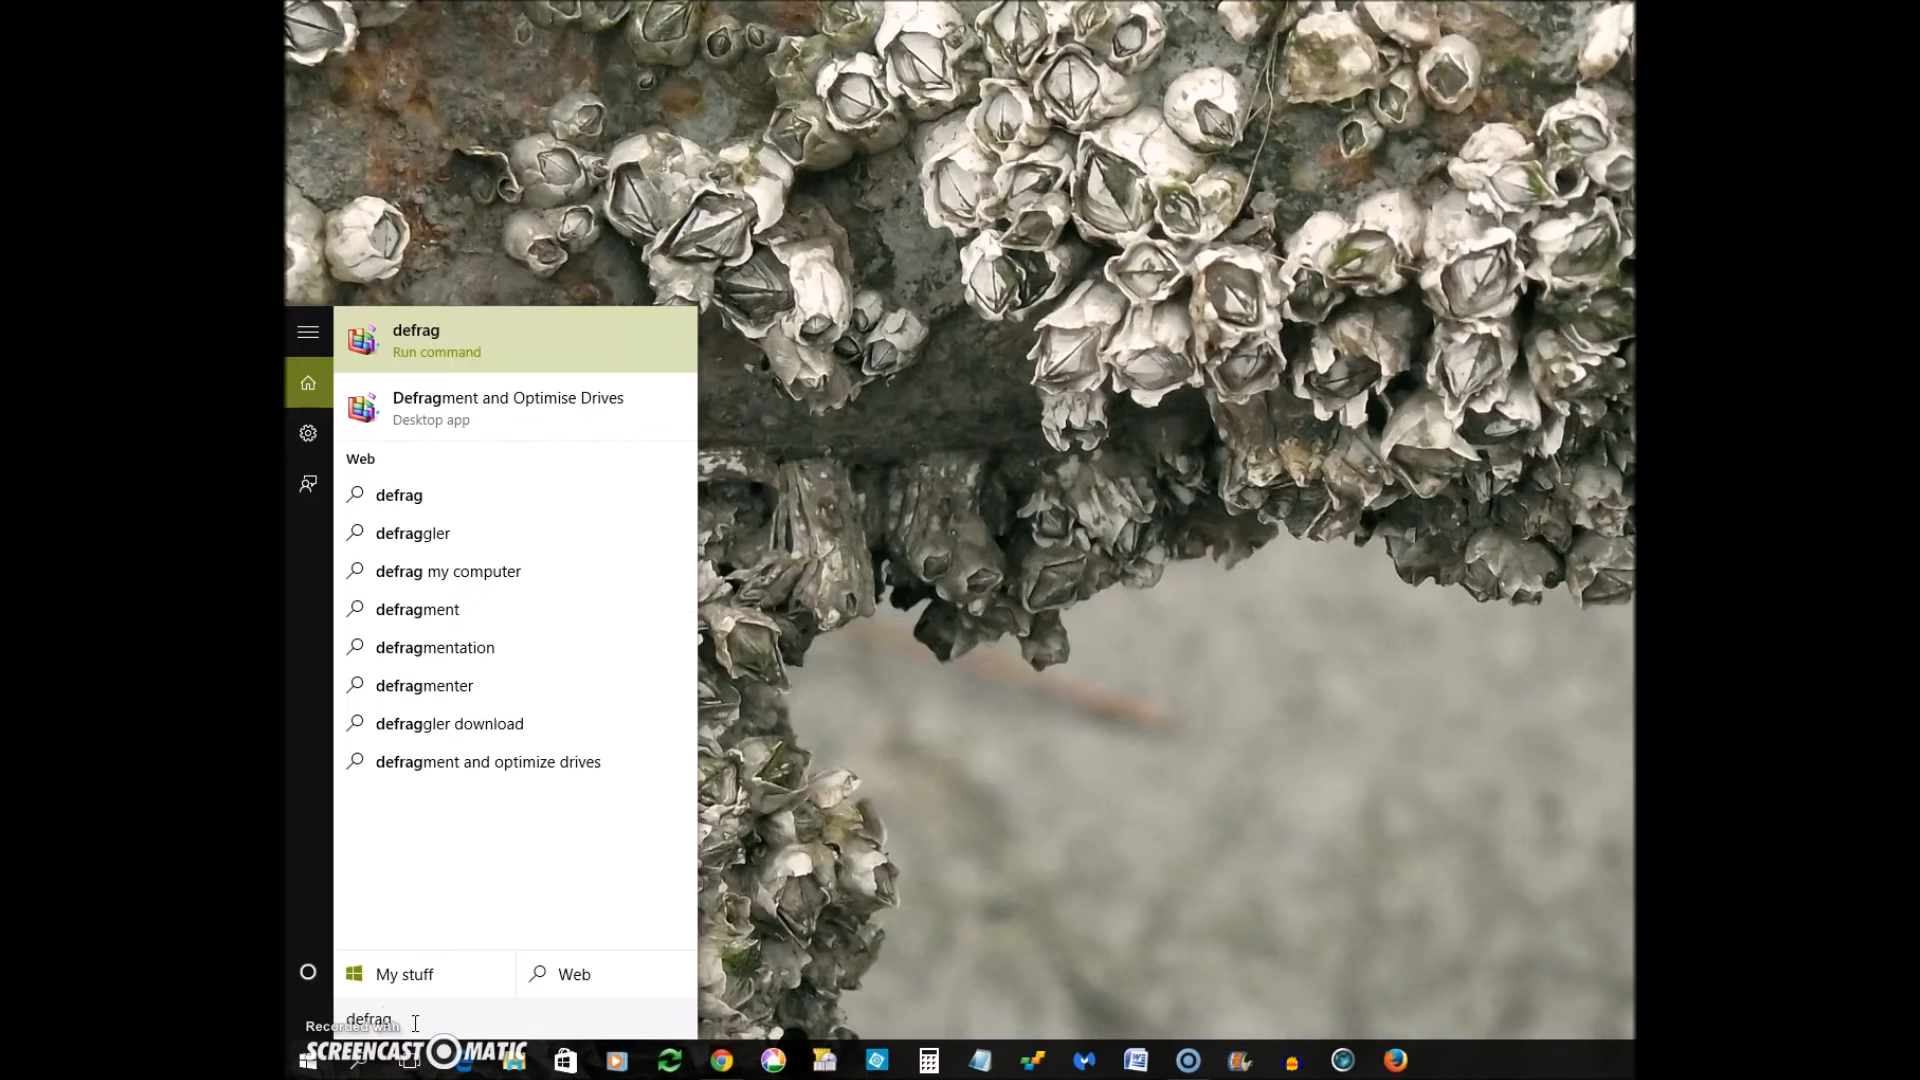 defrag
Run command
Defragment and Optimise Drives
Desktop app
Web
defrag
defraggler
defrag my computer
defragment
defragmentation
defragmenter
defraggler download
defragment and optimize drives
My stuff
Web
defrag
Recorded with
SCREENCAST MATIC